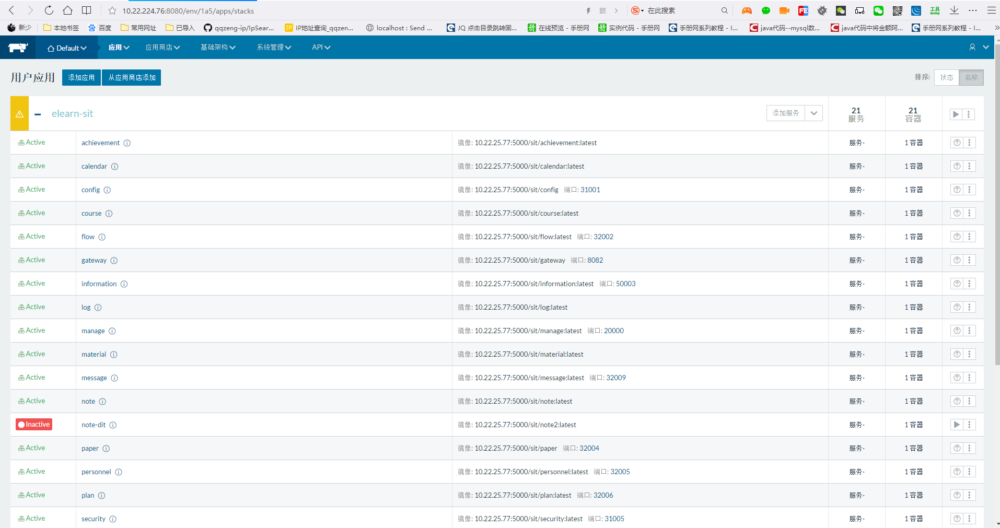 10.22.224.76:8080/env/1a5/apps/stacks
在此搜索
新少 本地书签 百度 常用网址 已导入 qqzeng-ip/IpSear... IP地址查询_qqzen... localhost : Send ... JQ 点击目录跳转固... 在线预览 - 手册网 实例代码 - 手册网 手册网系列教程 - I... java代码--mysql数... java代码中将金额阿... 手册网系列教程 - I...
Default 应用 应用商店 基础架构 系统管理 API
用户应用 添加应用 从应用商店添加 排序: 状态 名称
elearn-sit 添加服务 21 服务 21 容器
Active achievement 镜像: 10.22.25.77:5000/sit/achievement:latest 服务· 1 容器
Active calendar 镜像: 10.22.25.77:5000/sit/calendar:latest 服务· 1 容器
Active config 镜像: 10.22.25.77:5000/sit/config 端口: 31001 服务· 1 容器
Active course 镜像: 10.22.25.77:5000/sit/course:latest 服务· 1 容器
Active flow 镜像: 10.22.25.77:5000/sit/flow:latest 端口: 32002 服务· 1 容器
Active gateway 镜像: 10.22.25.77:5000/sit/gateway 端口: 8082 服务· 1 容器
Active information 镜像: 10.22.25.77:5000/sit/information:latest 端口: 50003 服务· 1 容器
Active log 镜像: 10.22.25.77:5000/sit/log:latest 服务· 1 容器
Active manage 镜像: 10.22.25.77:5000/sit/manage:latest 端口: 20000 服务· 1 容器
Active material 镜像: 10.22.25.77:5000/sit/material:latest 服务· 1 容器
Active message 镜像: 10.22.25.77:5000/sit/message:latest 端口: 32009 服务· 1 容器
Active note 镜像: 10.22.25.77:5000/sit/note:latest 服务· 1 容器
Inactive note-dit 镜像: 10.22.25.77:5000/sit/note2:latest 服务· 1 容器
Active paper 镜像: 10.22.25.77:5000/sit/paper 端口: 32004 服务· 1 容器
Active personnel 镜像: 10.22.25.77:5000/sit/personnel:latest 端口: 32005 服务· 1 容器
Active plan 镜像: 10.22.25.77:5000/sit/plan:latest 端口: 32006 服务· 1 容器
Active security 镜像: 10.22.25.77:5000/sit/security:latest 端口: 31005 服务· 1 容器